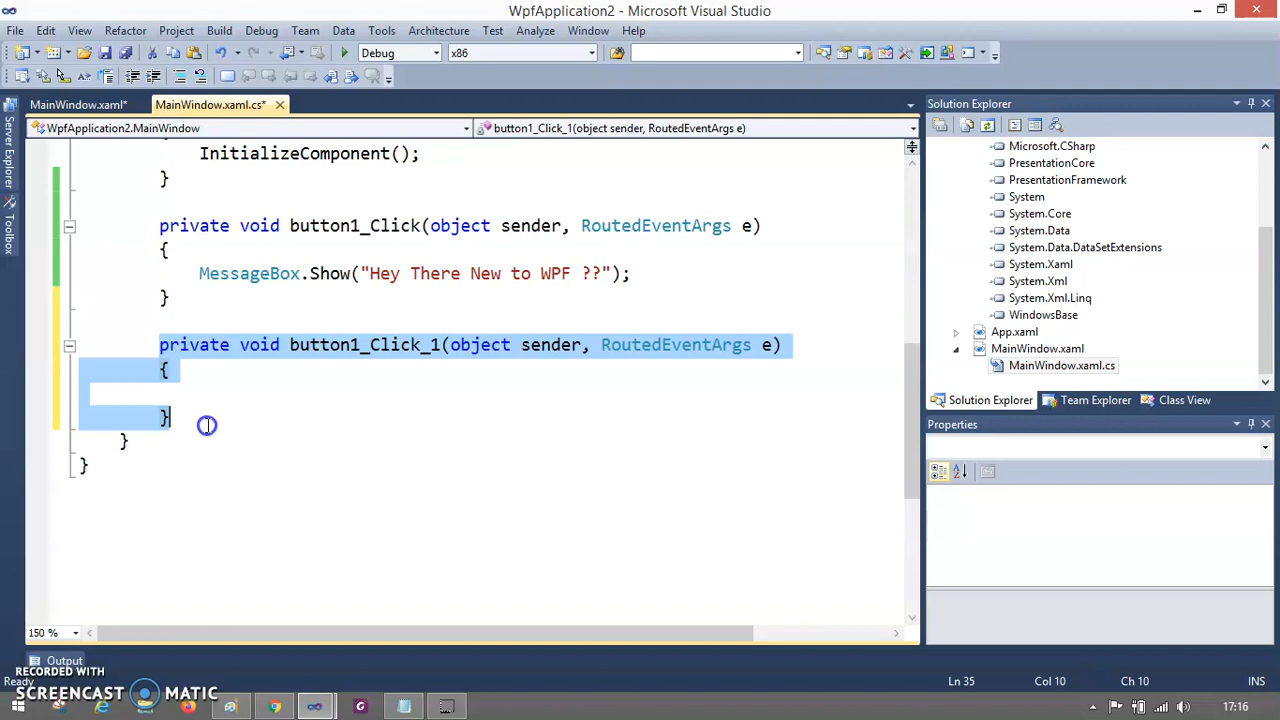 WpfApplication2 - Microsoft Visual Studio
File Edit View Refactor Project Build Debug Team Data Tools Architecture Test Analyze Window Help
Debug x86
MainWindow.xaml* MainWindow.xaml.cs*
WpfApplication2.MainWindow button1_Click_1(object sender, RoutedEventArgs e)
Server Explorer
Toolbox
InitializeComponent();
}
private void button1_Click(object sender, RoutedEventArgs e)
{
MessageBox.Show("Hey There New to WPF ??");
}
private void button1_Click_1(object sender, RoutedEventArgs e)
{
}
}
}
150 %
Solution Explorer
Microsoft.CSharp
PresentationCore
PresentationFramework
System
System.Core
System.Data
System.Data.DataSetExtensions
System.Xaml
System.Xml
System.Xml.Linq
WindowsBase
App.xaml
MainWindow.xaml
MainWindow.xaml.cs
Solution Explorer Team Explorer Class View
Properties
Output
Ready Ln 35 Col 10 Ch 10 INS
RECORDED WITH
SCREENCAST MATIC
17:16